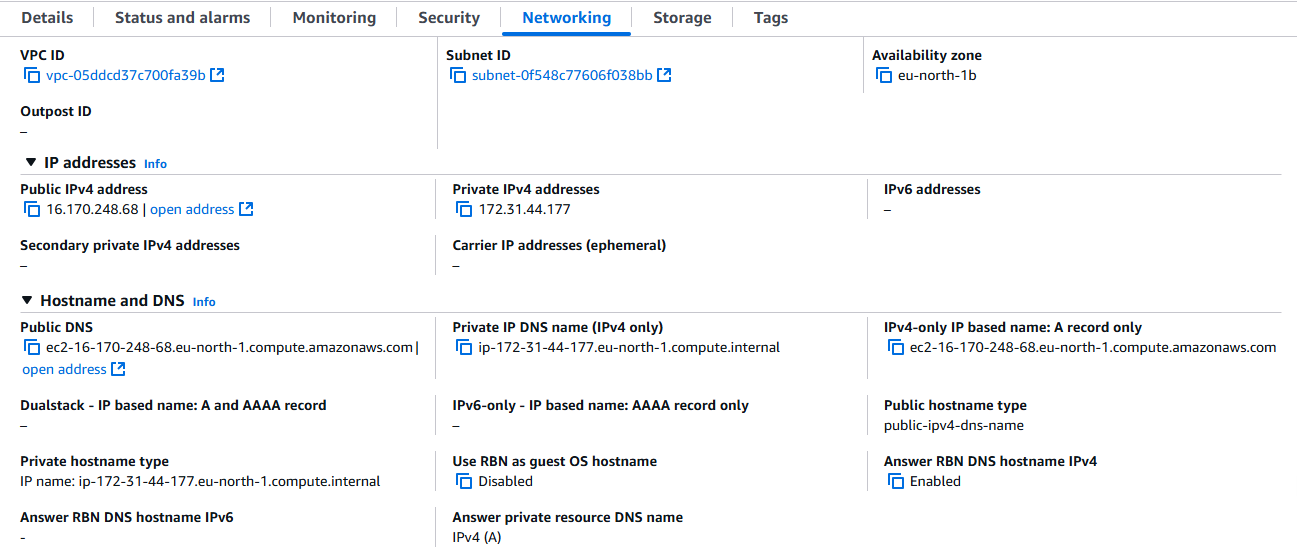 Details Status and alarms Monitoring Security Networking Storage Tags
VPC ID Subnet ID Availability zone
vpc-05ddcd37c700fa39b subnet-0f548c77606f038bb eu-north-1b
Outpost ID
–
IP addresses Info
Public IPv4 address Private IPv4 addresses IPv6 addresses
16.170.248.68 | open address 172.31.44.177 –
Secondary private IPv4 addresses Carrier IP addresses (ephemeral)
– –
Hostname and DNS Info
Public DNS Private IP DNS name (IPv4 only) IPv4-only IP based name: A record only
ec2-16-170-248-68.eu-north-1.compute.amazonaws.com | ip-172-31-44-177.eu-north-1.compute.internal ec2-16-170-248-68.eu-north-1.compute.amazonaws.com
open address
Dualstack - IP based name: A and AAAA record IPv6-only - IP based name: AAAA record only Public hostname type
– – public-ipv4-dns-name
Private hostname type Use RBN as guest OS hostname Answer RBN DNS hostname IPv4
IP name: ip-172-31-44-177.eu-north-1.compute.internal Disabled Enabled
Answer RBN DNS hostname IPv6 Answer private resource DNS name
- IPv4 (A)